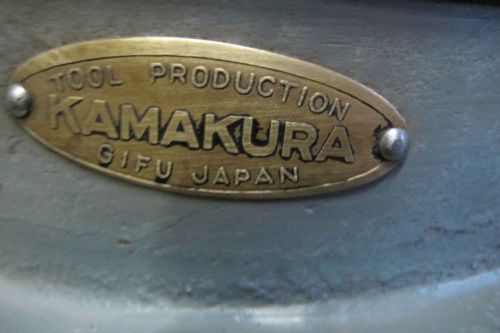 TOOL PRODUCTION
KAMAKURA
GIFU JAPAN